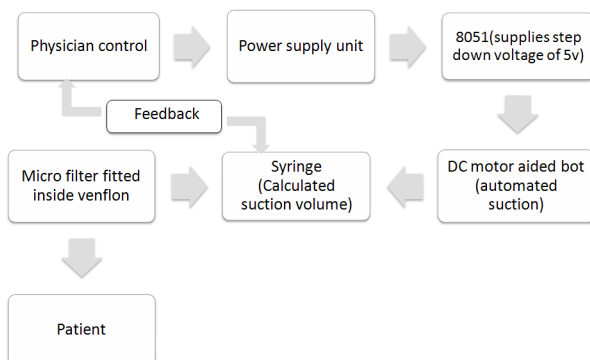 Physician control
Power supply unit
8051(supplies step
down voltage of 5v)
Feedback
Micro filter fitted
inside venflon
Syringe
(Calculated
suction volume)
DC motor aided bot
(automated
suction)
Patient